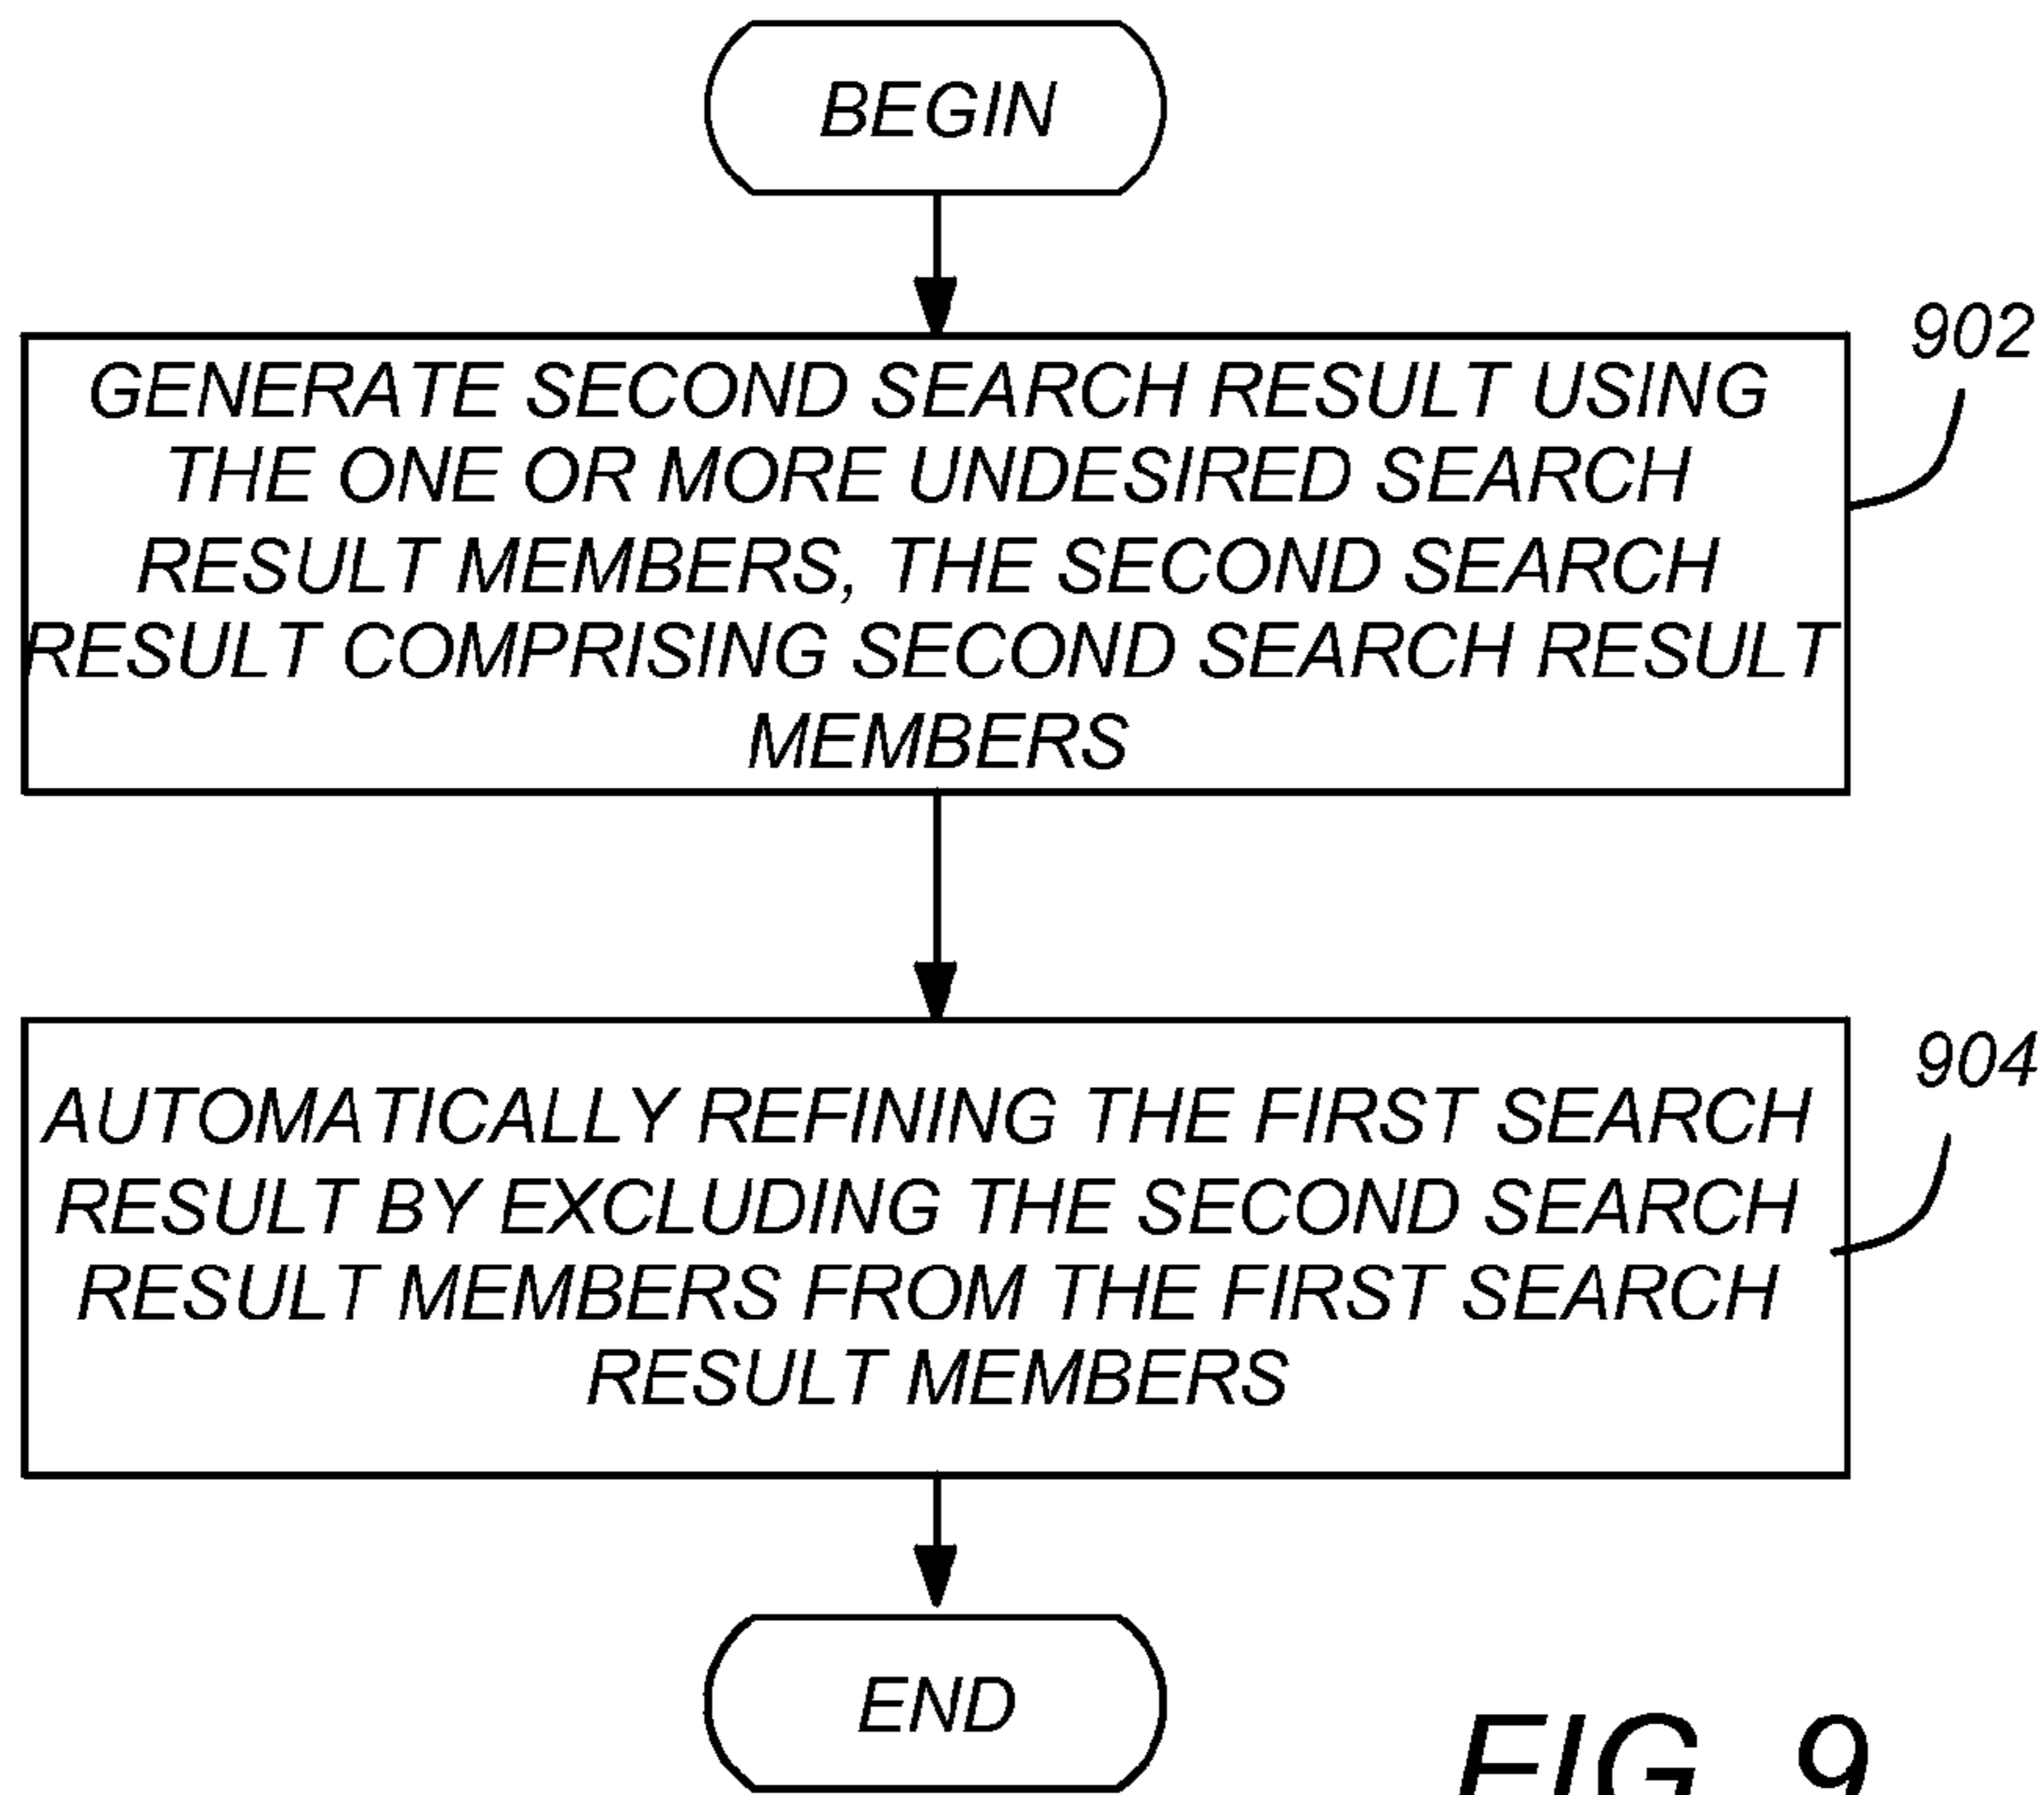 BEGIN
902
GENERATE SECOND SEARCH RESULT USING
THE ONE OR MORE UNDESIRED SEARCH
RESULT MEMBERS, THE SECOND SEARCH
RESULT COMPRISING SECOND SEARCH RESULT
MEMBERS
904
AUTOMATICALLY REFINING THE FIRST SEARCH
RESULT BY EXCLUDING THE SECOND SEARCH
RESULT MEMBERS FROM THE FIRST SEARCH
RESULT MEMBERS
END
FIG. 9